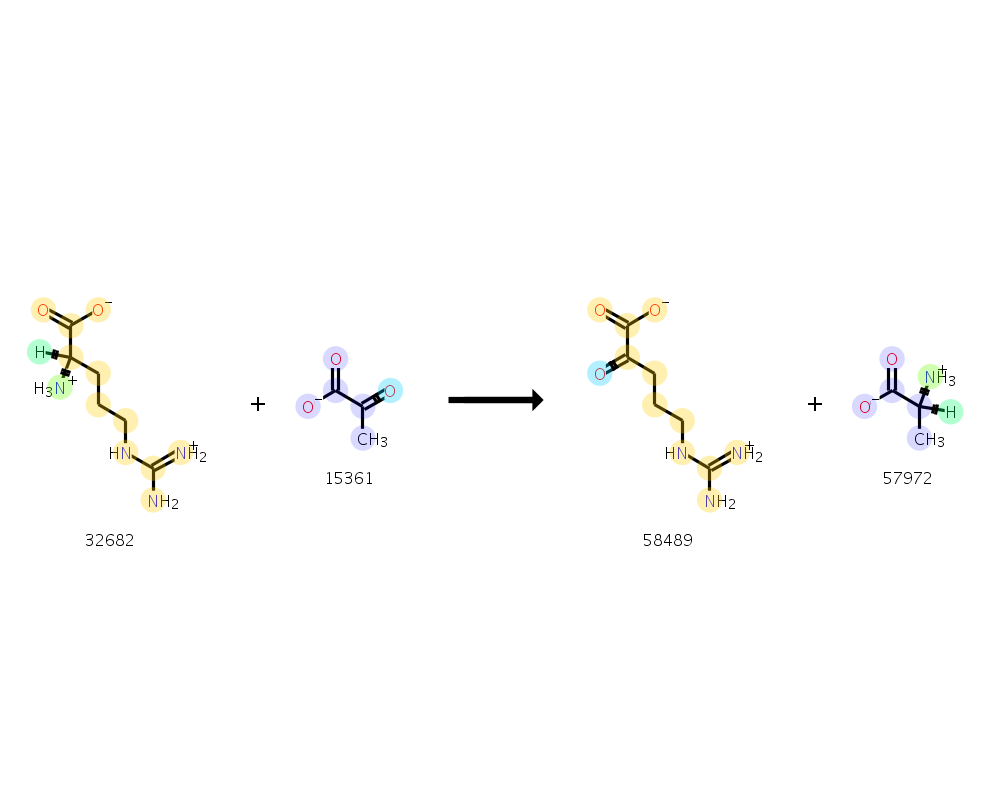 O O⁻
H
H₃N⁺
HN NH₂⁺
NH₂
32682
+
O
O⁻ O
CH₃
15361
O O⁻
O
HN NH₂⁺
NH₂
58489
+
O
NH₃⁺
O⁻ H
CH₃
57972